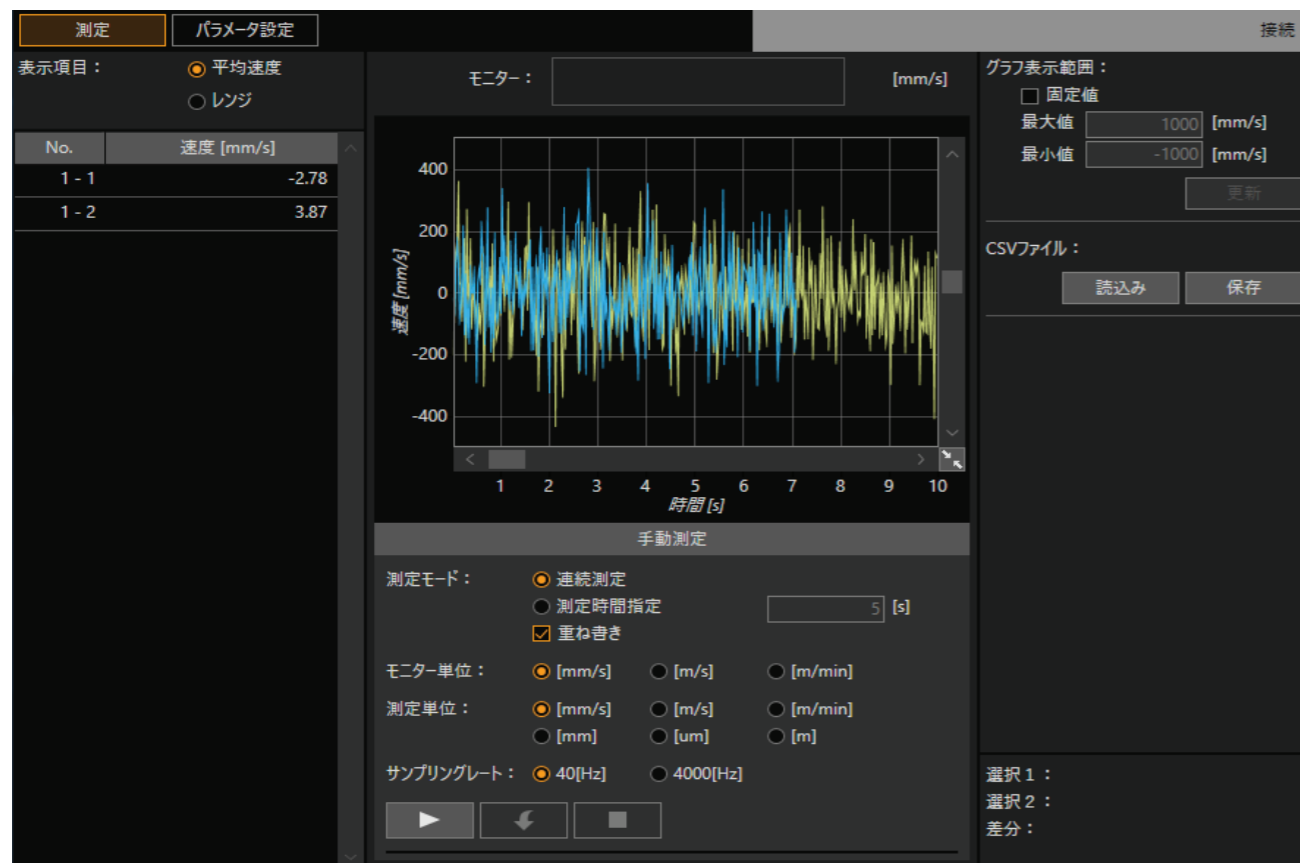 測定
パラメータ設定
接続
表示項目：
平均速度
レンジ
No.
速度 [mm/s]
1 - 1
-2.78
1 - 2
3.87
モニター：
[mm/s]
400
200
0
-200
-400
速度 [mm/s]
1 2 3 4 5 6 7 8 9 10
時間 [s]
手動測定
測定モード：
連続測定
測定時間指定
5 [s]
重ね書き
モニター単位：
[mm/s] [m/s] [m/min]
測定単位：
[mm/s] [m/s] [m/min]
[mm] [um] [m]
サンプリングレート：
40[Hz] 4000[Hz]
グラフ表示範囲：
固定値
最大値 1000 [mm/s]
最小値 -1000 [mm/s]
更新
CSVファイル：
読込み
保存
選択 1：
選択 2：
差分：